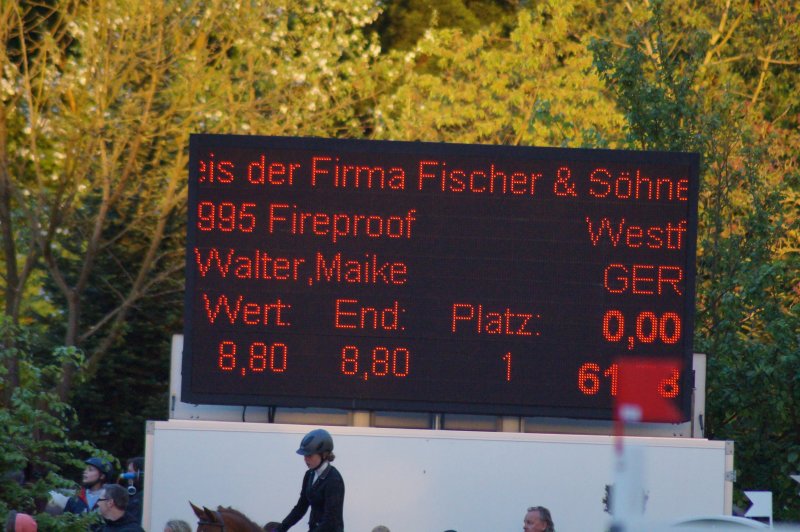 eis der Firma Fischer & Söhne
995 Fireproof Westf
Walter,Maike GER
Wert: End: Platz: 0,00
8,80 8,80 1